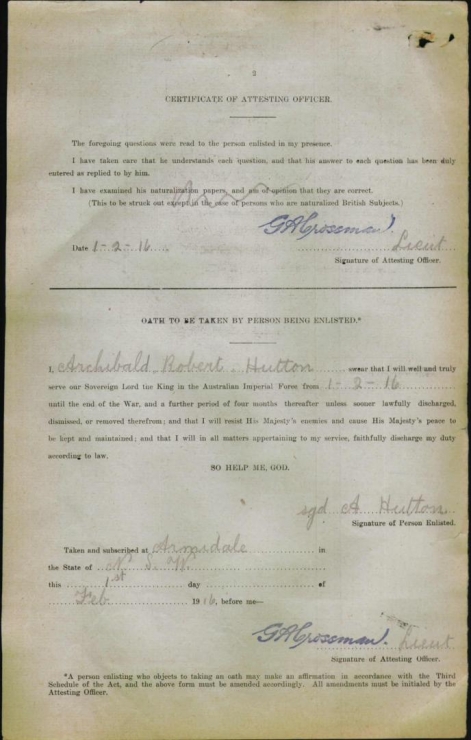 2
CERTIFICATE OF ATTESTING OFFICER.
The foregoing questions were read to the person enlisted in my presence.
I have taken care that he understands each question, and that his answer to each question has been duly
entered as replied to by him.
I have examined his naturalization papers, and am of opinion that they are correct.
(This to be struck out except in the case of persons who are naturalized British Subjects.)
G A Crossman. Lieut
Date 1-2-16
Signature of Attesting Officer.
OATH TO BE TAKEN BY PERSON BEING ENLISTED.*
I, Archibald Robert Hutton swear that I will well and truly
serve our Sovereign Lord the King in the Australian Imperial Force from 1-2-16
until the end of the War, and a further period of four months thereafter unless sooner lawfully discharged,
dismissed, or removed therefrom; and that I will resist His Majesty's enemies and cause His Majesty's peace to
be kept and maintained; and that I will in all matters appertaining to my service, faithfully discharge my duty
according to law.
SO HELP ME, GOD.
sgd A Hutton
Signature of Person Enlisted.
Taken and subscribed at Armidale in
the State of N. S. W.
this 1st day of
Feb 1916, before me—
G A Crossman. Lieut
Signature of Attesting Officer.
*A person enlisting who objects to taking an oath may make an affirmation in accordance with the Third
Schedule of the Act, and the above form must be amended accordingly. All amendments must be initialed by the
Attesting Officer.